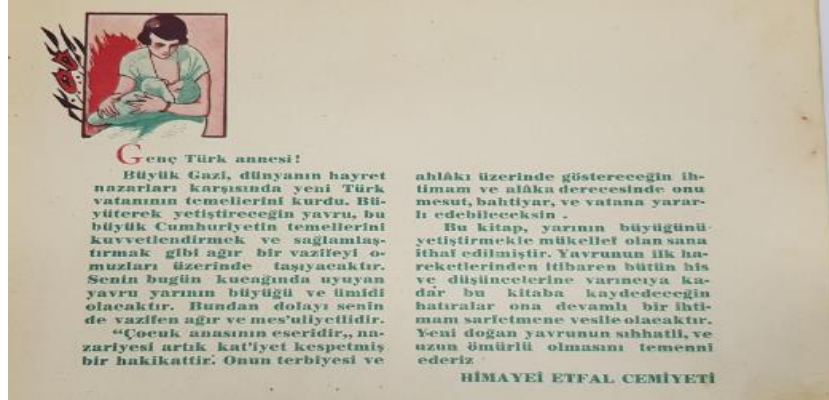 Genç Türk annesi!
Büyük Gazi, dünyanın hayret
nazarları karşısında yeni Türk
vatanının temellerini kurdu. Bü-
yüterek yetiştireceğin yavru, bu
büyük Cumhuriyetin temellerini
kuvvetlendirmek ve sağlamlaş-
tırmak gibi ağır bir vazifeyi o-
muzları üzerinde taşıyacaktır.
Senin bugün kucağında uyuyan
yavru yarının büyüğü ve ümidi
olacaktır. Bundan dolayı senin
de vazifen ağır ve mes'uliyetlidir.
“Çocuk anasının eseridir„ na-
zariyesi artık kat'iyet kespetmiş
bir hakikattir. Onun terbiyesi ve
ahlâkı üzerinde göstereceğin ih-
timam ve alâka derecesinde onu
mesut, bahtiyar, ve vatana yarar-
lı edebileceksin .
Bu kitap, yarının büyüğünü
yetiştirmekle mükellef olan sana
ithaf edilmiştir. Yavrunun ilk ha-
reketlerinden itibaren bütün his
ve düşüncelerine varıncıya ka-
dar bu kitaba kaydedeceğin
hatıralar ona devamlı bir ihti-
mam sarfetmene vesile olacaktır.
Yeni doğan yavrunun sıhhatli, ve
uzun ömürlü olmasını temenni
ederiz
HİMAYEİ ETFAL CEMİYETİ